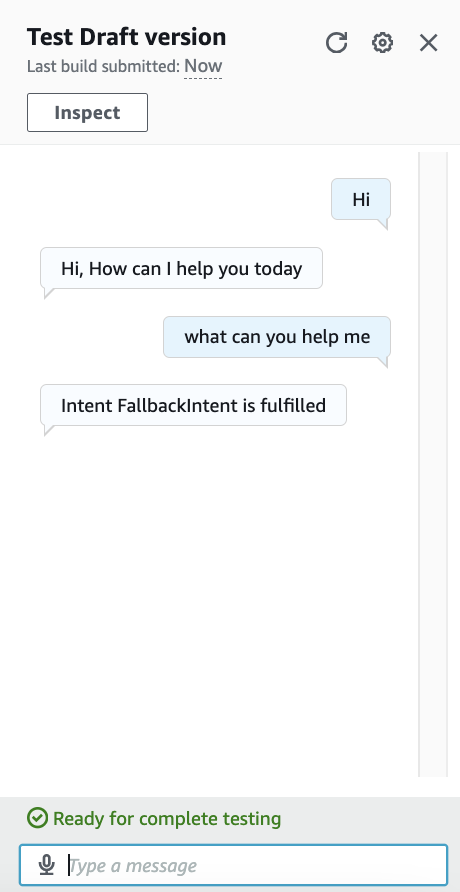 Test Draft version
Last build submitted: Now
Inspect
Hi
Hi, How can I help you today
what can you help me
Intent FallbackIntent is fulfilled
Ready for complete testing
Type a message